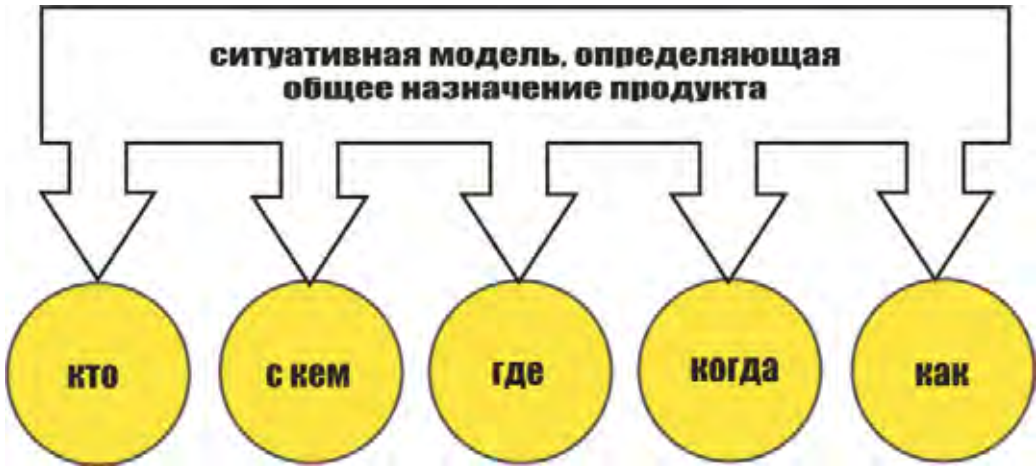 ситуативная модель, определяющая
общее назначение продукта
кто
с кем
где
когда
как